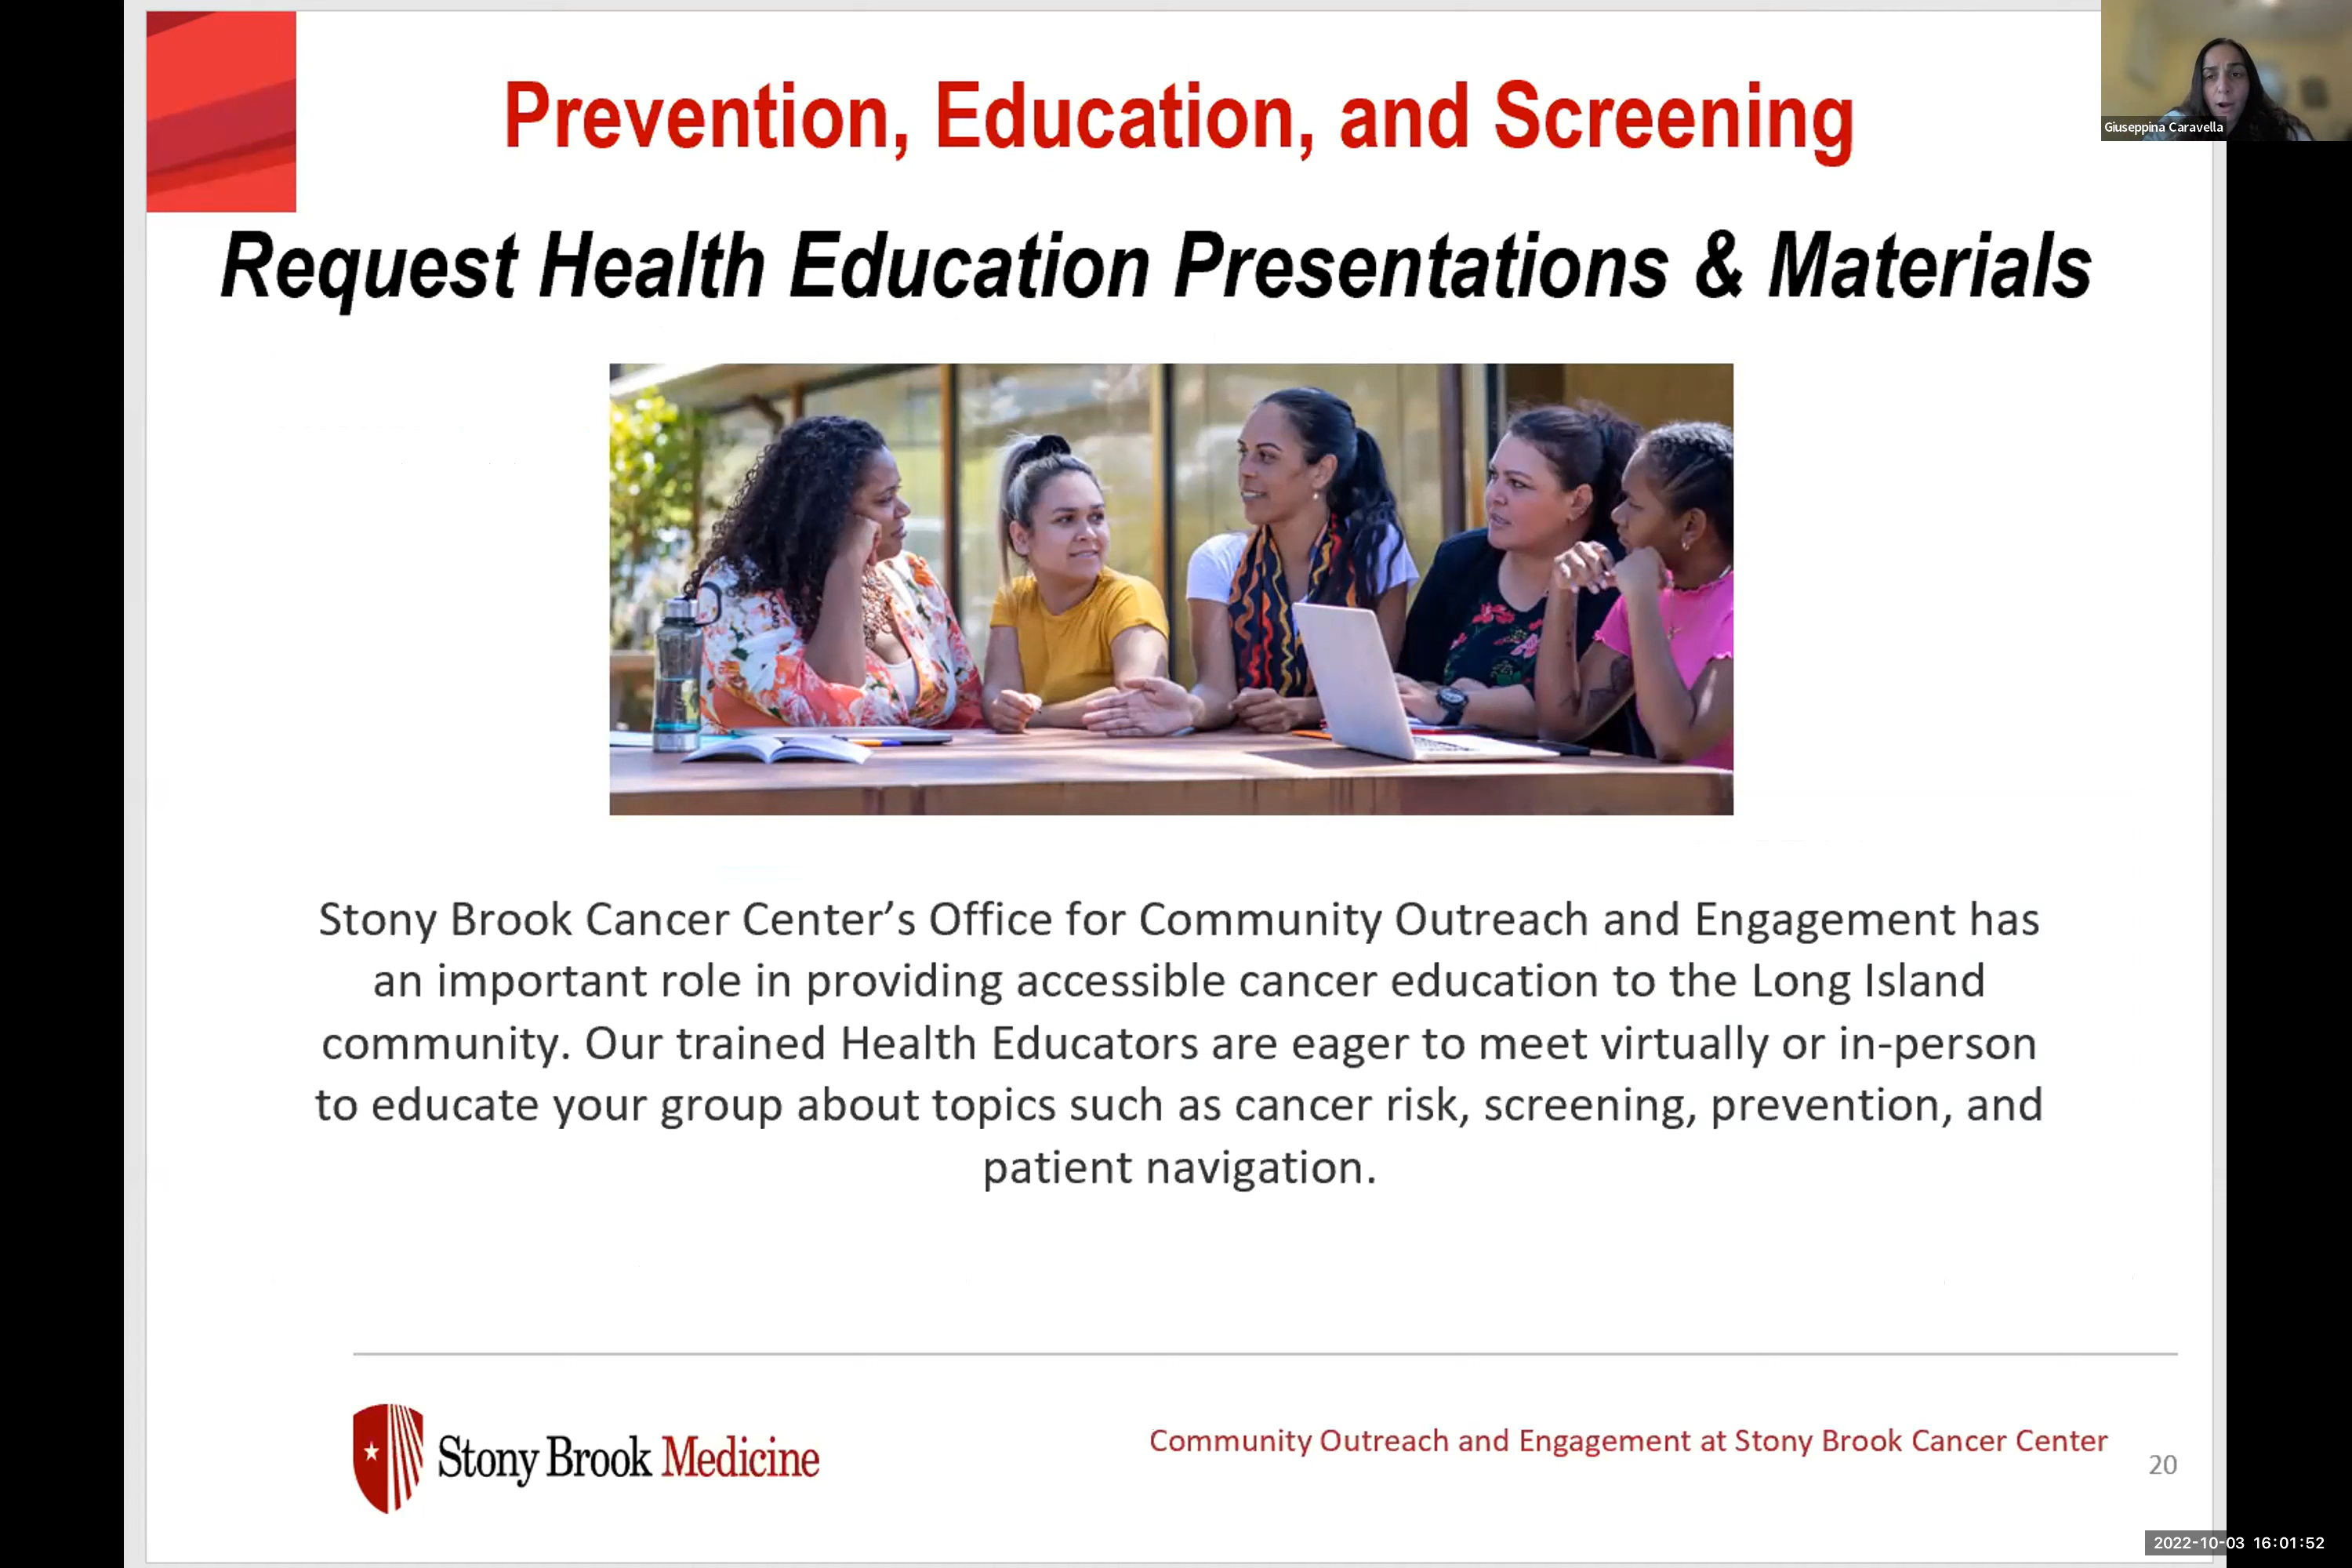 Prevention, Education, and Screening
Giuseppina Caravella
Request Health Education Presentations & Materials
Stony Brook Cancer Center’s Office for Community Outreach and Engagement has
an important role in providing accessible cancer education to the Long Island
community. Our trained Health Educators are eager to meet virtually or in-person
to educate your group about topics such as cancer risk, screening, prevention, and
patient navigation.
Stony Brook Medicine
Community Outreach and Engagement at Stony Brook Cancer Center
20
2022-10-03 16:01:52